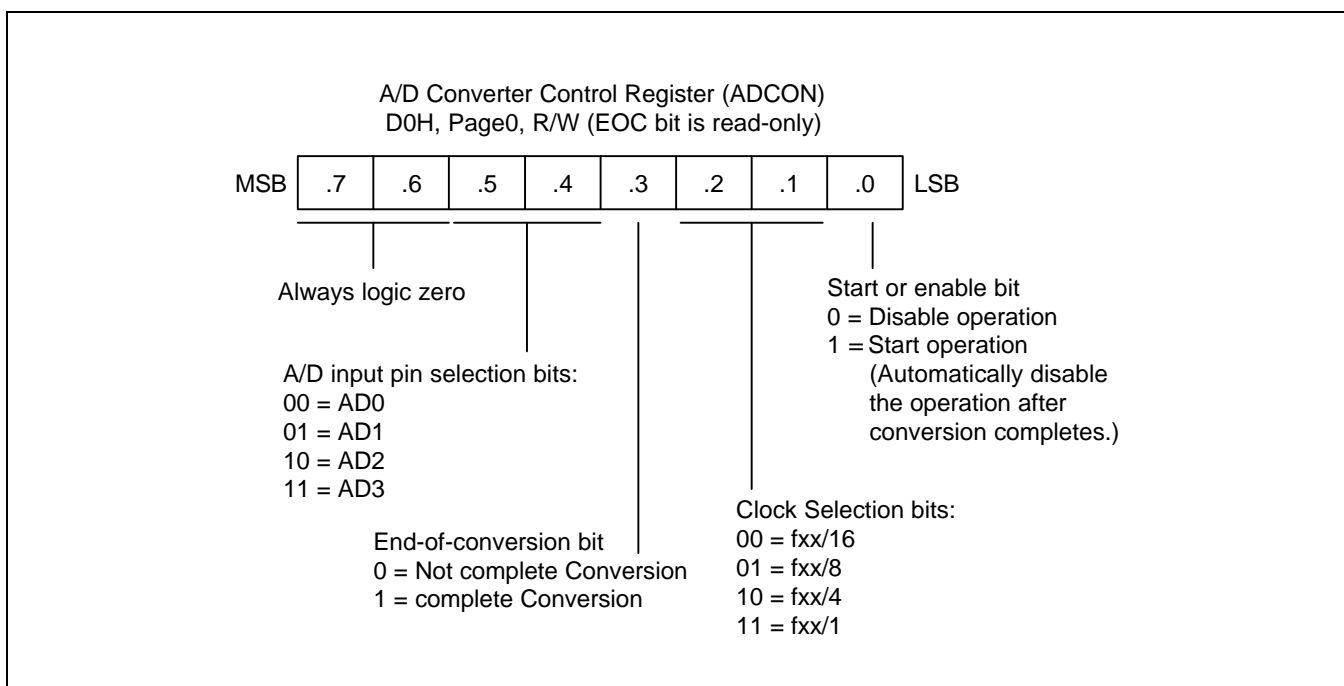 A/D Converter Control Register (ADCON)
D0H, Page0, R/W (EOC bit is read-only)
MSB .7 .6 .5 .4 .3 .2 .1 .0 LSB
Always logic zero
A/D input pin selection bits:
00 = AD0
01 = AD1
10 = AD2
11 = AD3
End-of-conversion bit
0 = Not complete Conversion
1 = complete Conversion
Clock Selection bits:
00 = fxx/16
01 = fxx/8
10 = fxx/4
11 = fxx/1
Start or enable bit
0 = Disable operation
1 = Start operation
(Automatically disable
the operation after
conversion completes.)